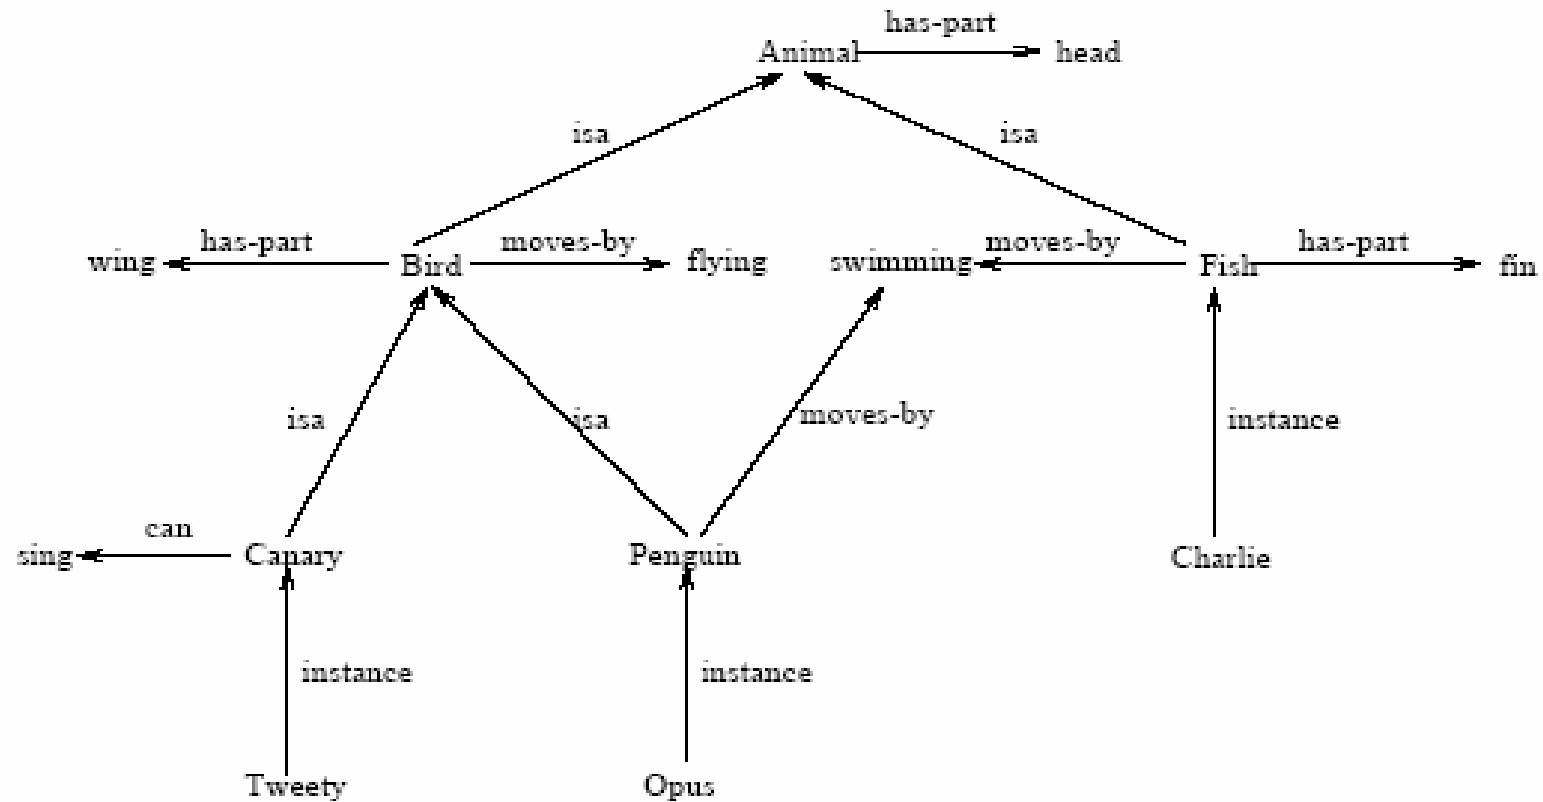 has-part
Animal head
isa isa
has-part moves-by moves-by has-part
wing Bird flying swimming Fish fin
isa isa moves-by instance
can
sing Canary Penguin Charlie
instance instance
Tweety Opus